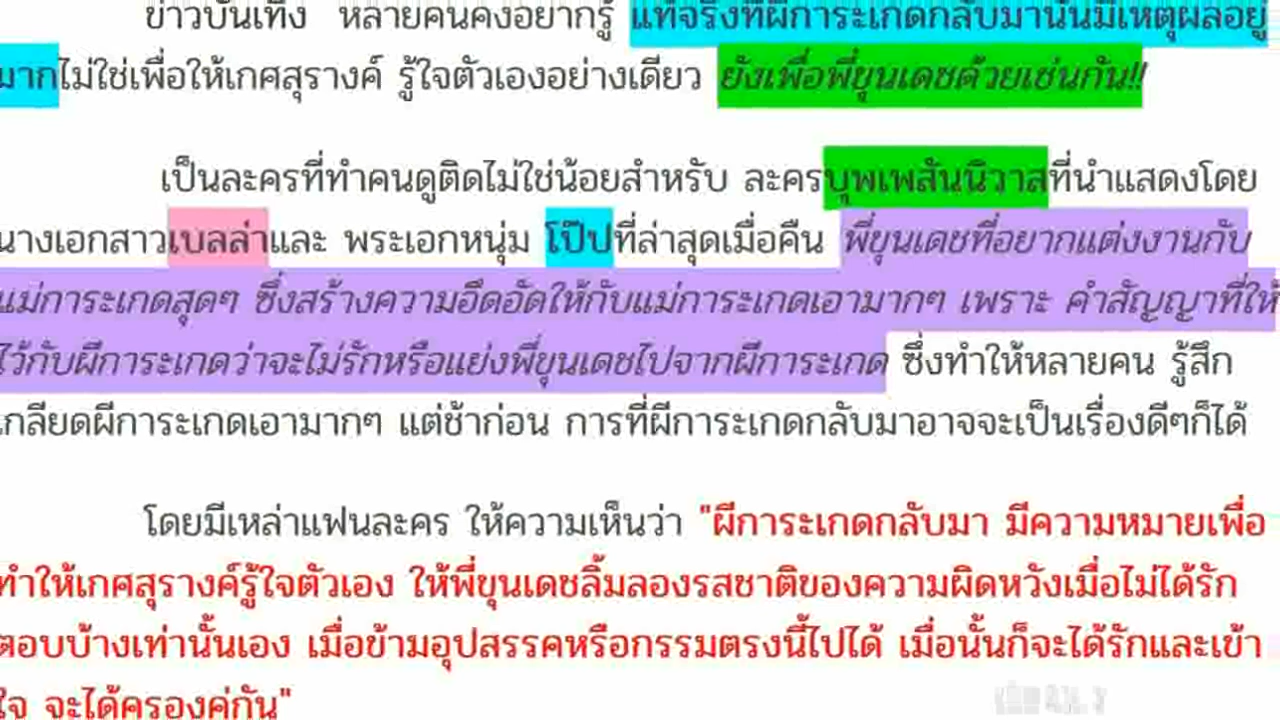 ข่าวบันเทิง หลายคนคงอยากรู้ แท้จริงที่ผีการะเกดกลับมานั้นมีเหตุผลอยู่
มากไม่ใช่เพื่อให้เกศสุรางค์ รู้ใจตัวเองอย่างเดียว ยังเพื่อพี่ขุนเดชด้วยเช่นกัน!!
เป็นละครที่ทำคนดูติดไม่ใช่น้อยสำหรับ ละครบุพเพสันนิวาสที่นำแสดงโดย
นางเอกสาวเบลล่าและ พระเอกหนุ่ม โป๊ปที่ล่าสุดเมื่อคืน พี่ขุนเดชที่อยากแต่งงานกับ
แม่การะเกดสุดๆ ซึ่งสร้างความอึดอัดให้กับแม่การะเกดเอามากๆ เพราะ คำสัญญาที่ให้
ไว้กับผีการะเกดว่าจะไม่รักหรือแย่งพี่ขุนเดชไปจากผีการะเกด ซึ่งทำให้หลายคน รู้สึก
เกลียดผีการะเกดเอามากๆ แต่ช้าก่อน การที่ผีการะเกดกลับมาอาจจะเป็นเรื่องดีๆก็ได้
โดยมีเหล่าแฟนละคร ให้ความเห็นว่า "ผีการะเกดกลับมา มีความหมายเพื่อ
ทำให้เกศสุรางค์รู้ใจตัวเอง ให้พี่ขุนเดชลิ้มลองรสชาติของความผิดหวังเมื่อไม่ได้รัก
ตอบบ้างเท่านั้นเอง เมื่อข้ามอุปสรรคหรือกรรมตรงนี้ไปได้ เมื่อนั้นก็จะได้รักและเข้า
ใจ จะได้ครองคู่กัน"